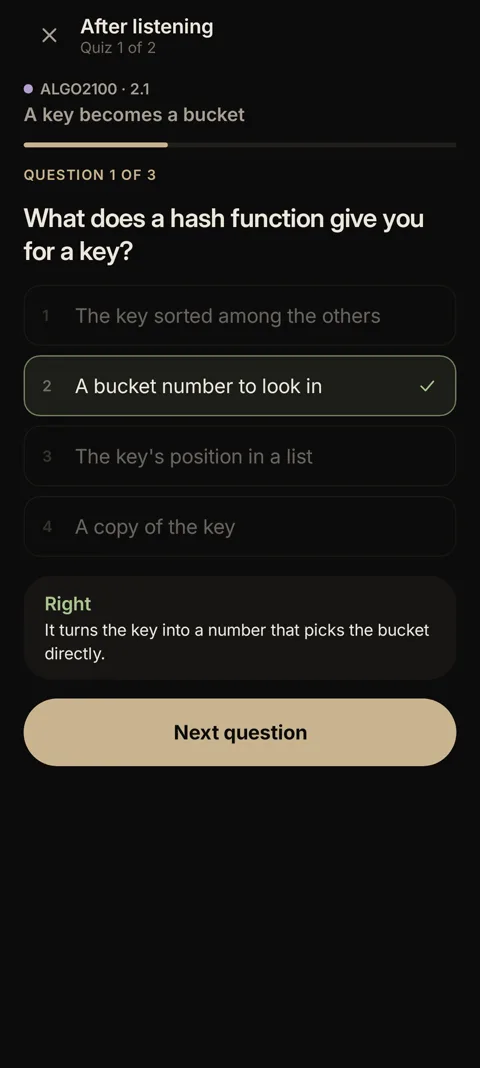 After listening
Quiz 1 of 2
ALGO2100 · 2.1
A key becomes a bucket
QUESTION 1 OF 3
What does a hash function give you
for a key?
1 The key sorted among the others
2 A bucket number to look in
3 The key's position in a list
4 A copy of the key
Right
It turns the key into a number that picks the bucket
directly.
Next question